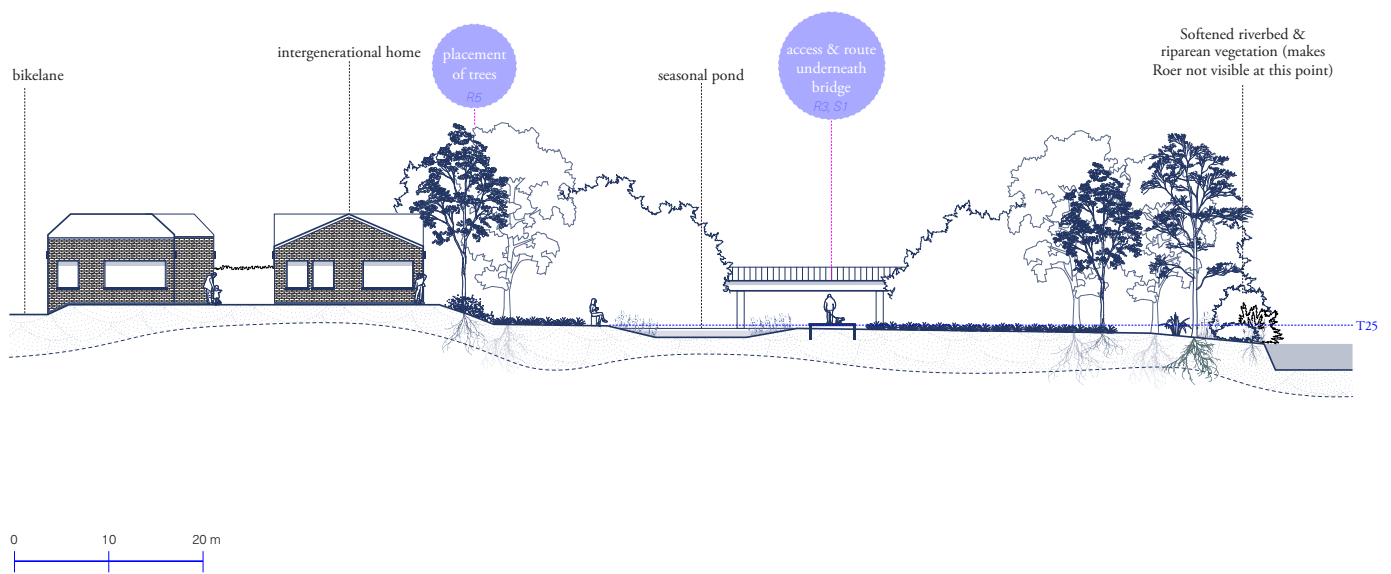 bikelane
intergenerational home
placement
of trees
R5
seasonal pond
access & route
underneath
bridge
R3, S1
Softened riverbed &
riparean vegetation (makes
Roer not visible at this point)
T25
0 10 20 m